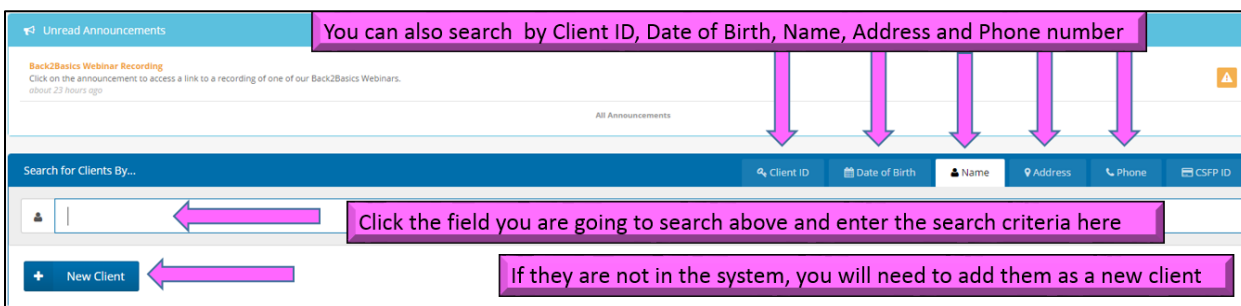 Unread Announcements
You can also search by Client ID, Date of Birth, Name, Address and Phone number
Back2Basics Webinar Recording
Click on the announcement to access a link to a recording of one of our Back2Basics Webinars.
about 23 hours ago
All Announcements
Search for Clients By...
Client ID
Date of Birth
Name
Address
Phone
CSFP ID
Click the field you are going to search above and enter the search criteria here
New Client
If they are not in the system, you will need to add them as a new client